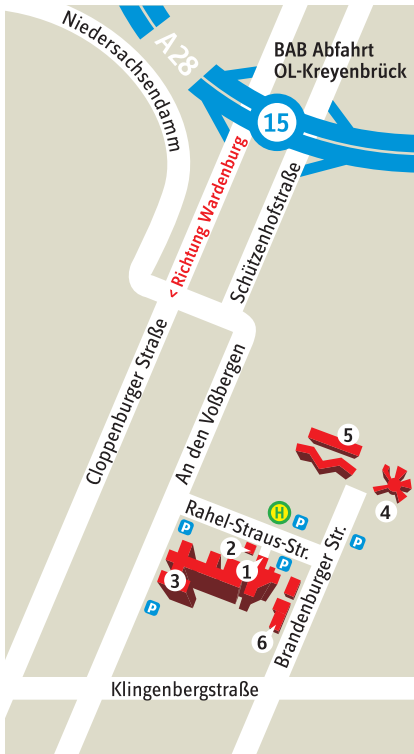 Niedersachsendamm
A28
BAB Abfahrt
OL-Kreyenbrück
15
< Richtung Wardenburg
Schützenhofstraße
Cloppenburger Straße
An den Voßbergen
5
4
H
P
Rahel-Straus-Str.
P
P
P
2
1
3
P
6
Brandenburger Str.
Klingenbergstraße